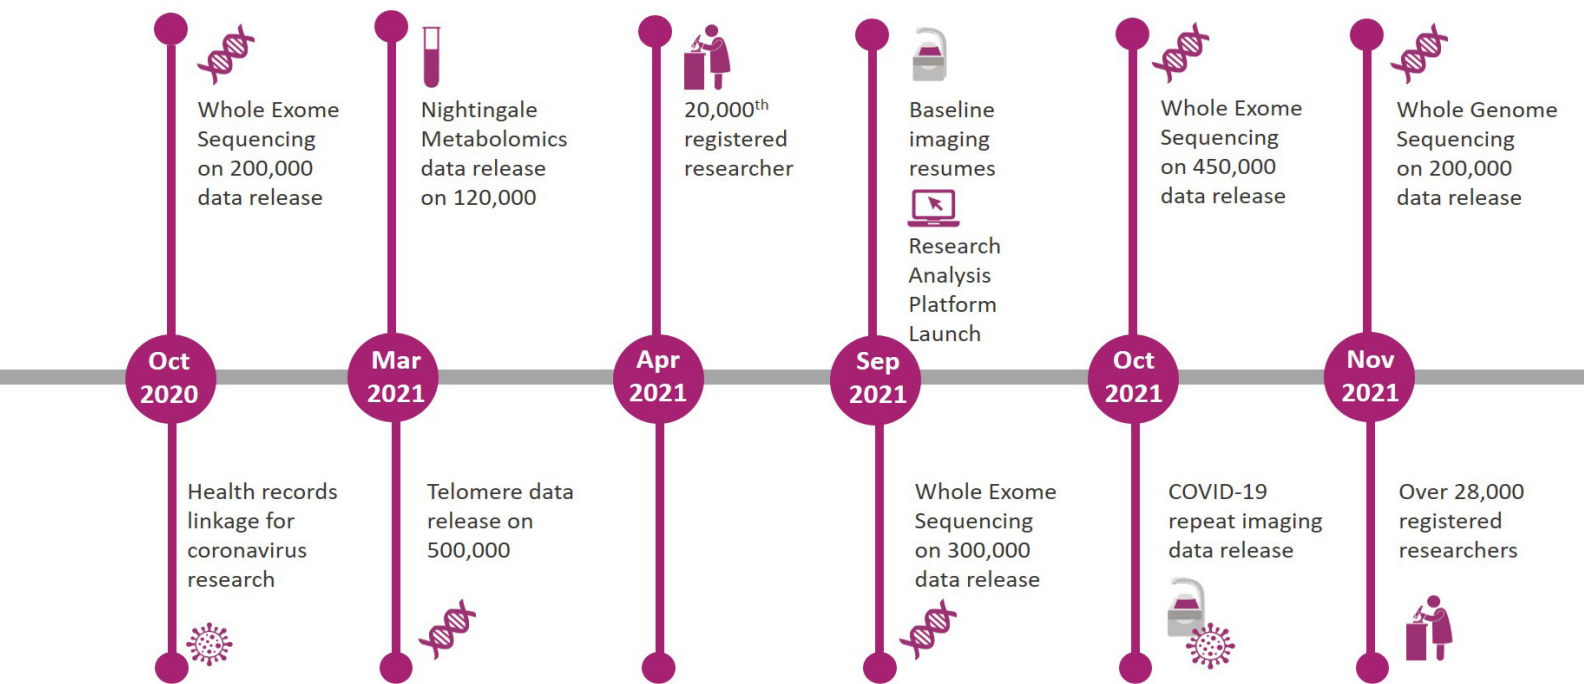 Whole Exome
Sequencing
on 200,000
data release
Nightingale
Metabolomics
data release
on 120,000
20,000th
registered
researcher
Baseline
imaging
resumes
Research
Analysis
Platform
Launch
Whole Exome
Sequencing
on 450,000
data release
Whole Genome
Sequencing
on 200,000
data release
Oct
2020
Mar
2021
Apr
2021
Sep
2021
Oct
2021
Nov
2021
Health records
linkage for
coronavirus
research
Telomere data
release on
500,000
Whole Exome
Sequencing
on 300,000
data release
COVID-19
repeat imaging
data release
Over 28,000
registered
researchers